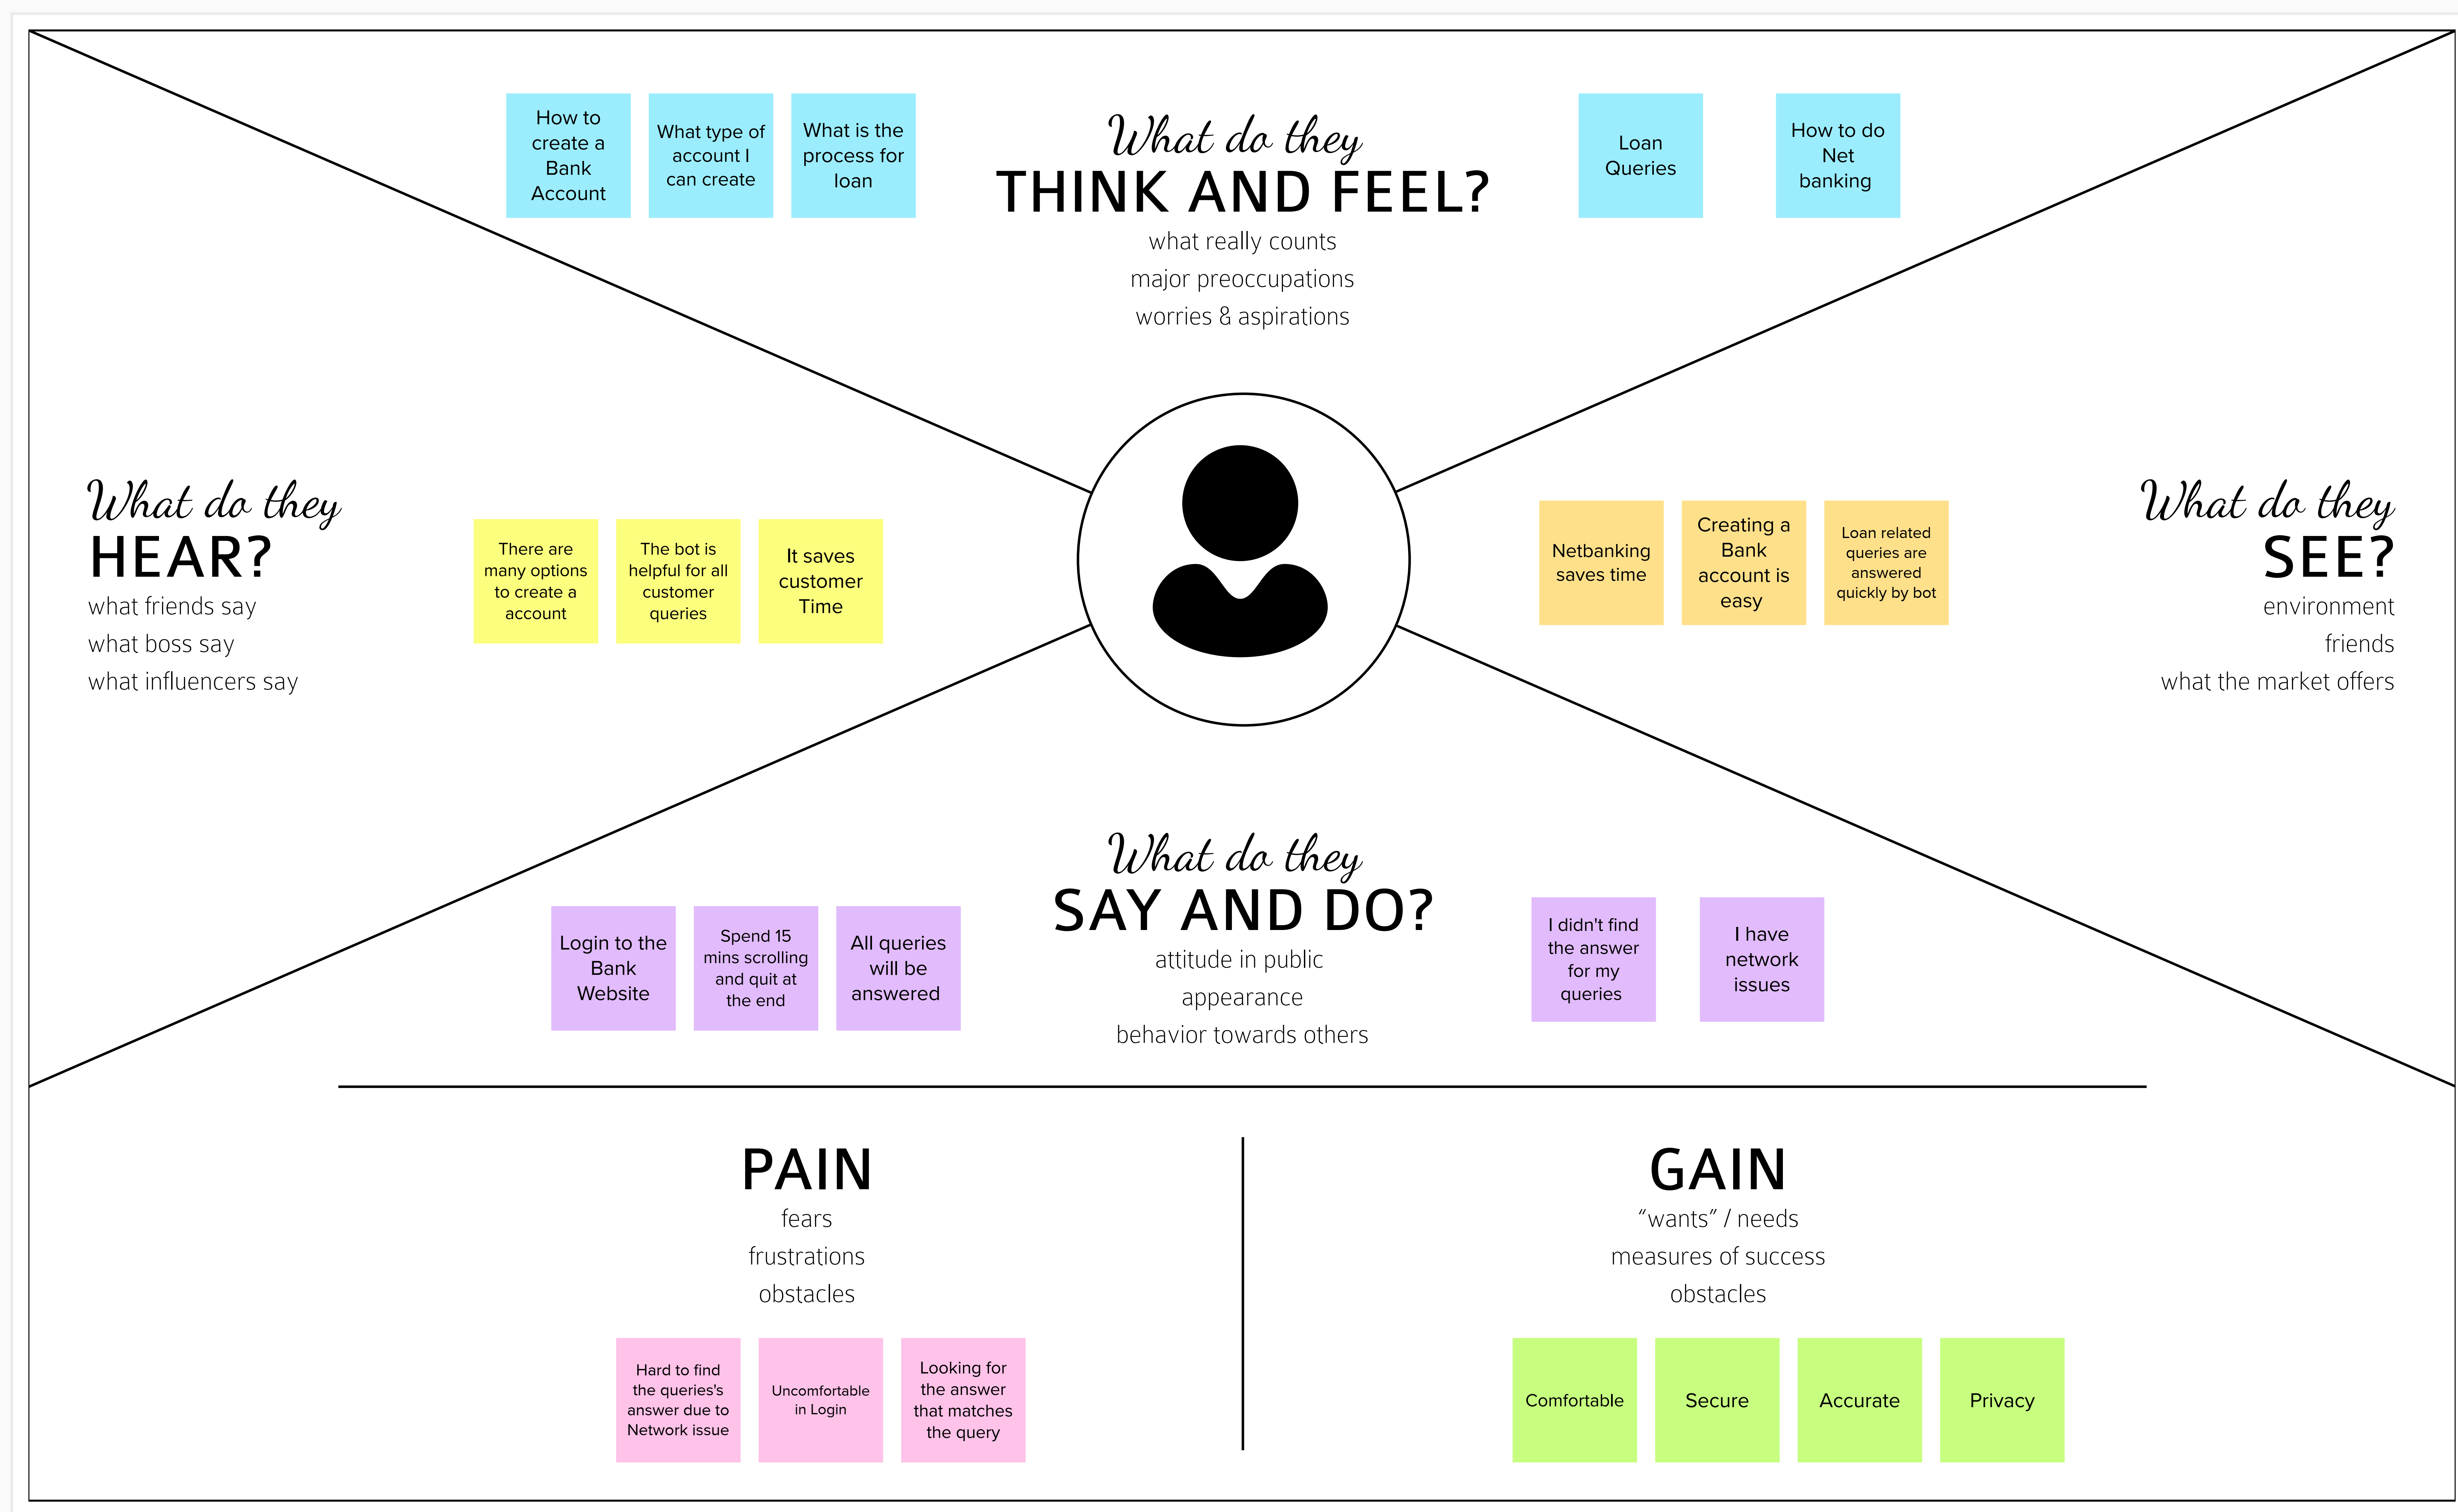 How to
create a
Bank
Account
What type of
account I
can create
What is the
process for
loan
What do they
THINK AND FEEL?
what really counts
major preoccupations
worries & aspirations
Loan
Queries
How to do
Net
banking
What do they
HEAR?
what friends say
what boss say
what influencers say
There are
many options
to create a
account
The bot is
helpful for all
customer
queries
It saves
customer
Time
Netbanking
saves time
Creating a
Bank
account is
easy
Loan related
queries are
answered
quickly by bot
What do they
SEE?
environment
friends
what the market offers
Login to the
Bank
Website
Spend 15
mins scrolling
and quit at
the end
All queries
will be
answered
What do they
SAY AND DO?
attitude in public
appearance
behavior towards others
I didn't find
the answer
for my
queries
I have
network
issues
PAIN
fears
frustrations
obstacles
Hard to find
the queries's
answer due to
Network issue
Uncomfortable
in Login
Looking for
the answer
that matches
the query
GAIN
“wants” / needs
measures of success
obstacles
Comfortable
Secure
Accurate
Privacy